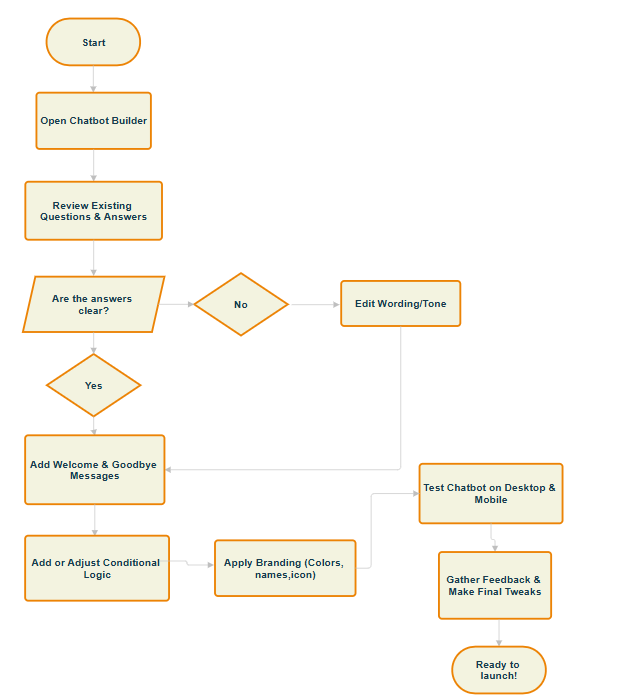 Start
Open Chatbot Builder
Review Existing
Questions & Answers
Are the answers
clear?
No
Edit Wording/Tone
Yes
Add Welcome & Goodbye
Messages
Add or Adjust Conditional
Logic
Apply Branding (Colors,
names,icon)
Test Chatbot on Desktop &
Mobile
Gather Feedback &
Make Final Tweaks
Ready to
launch!